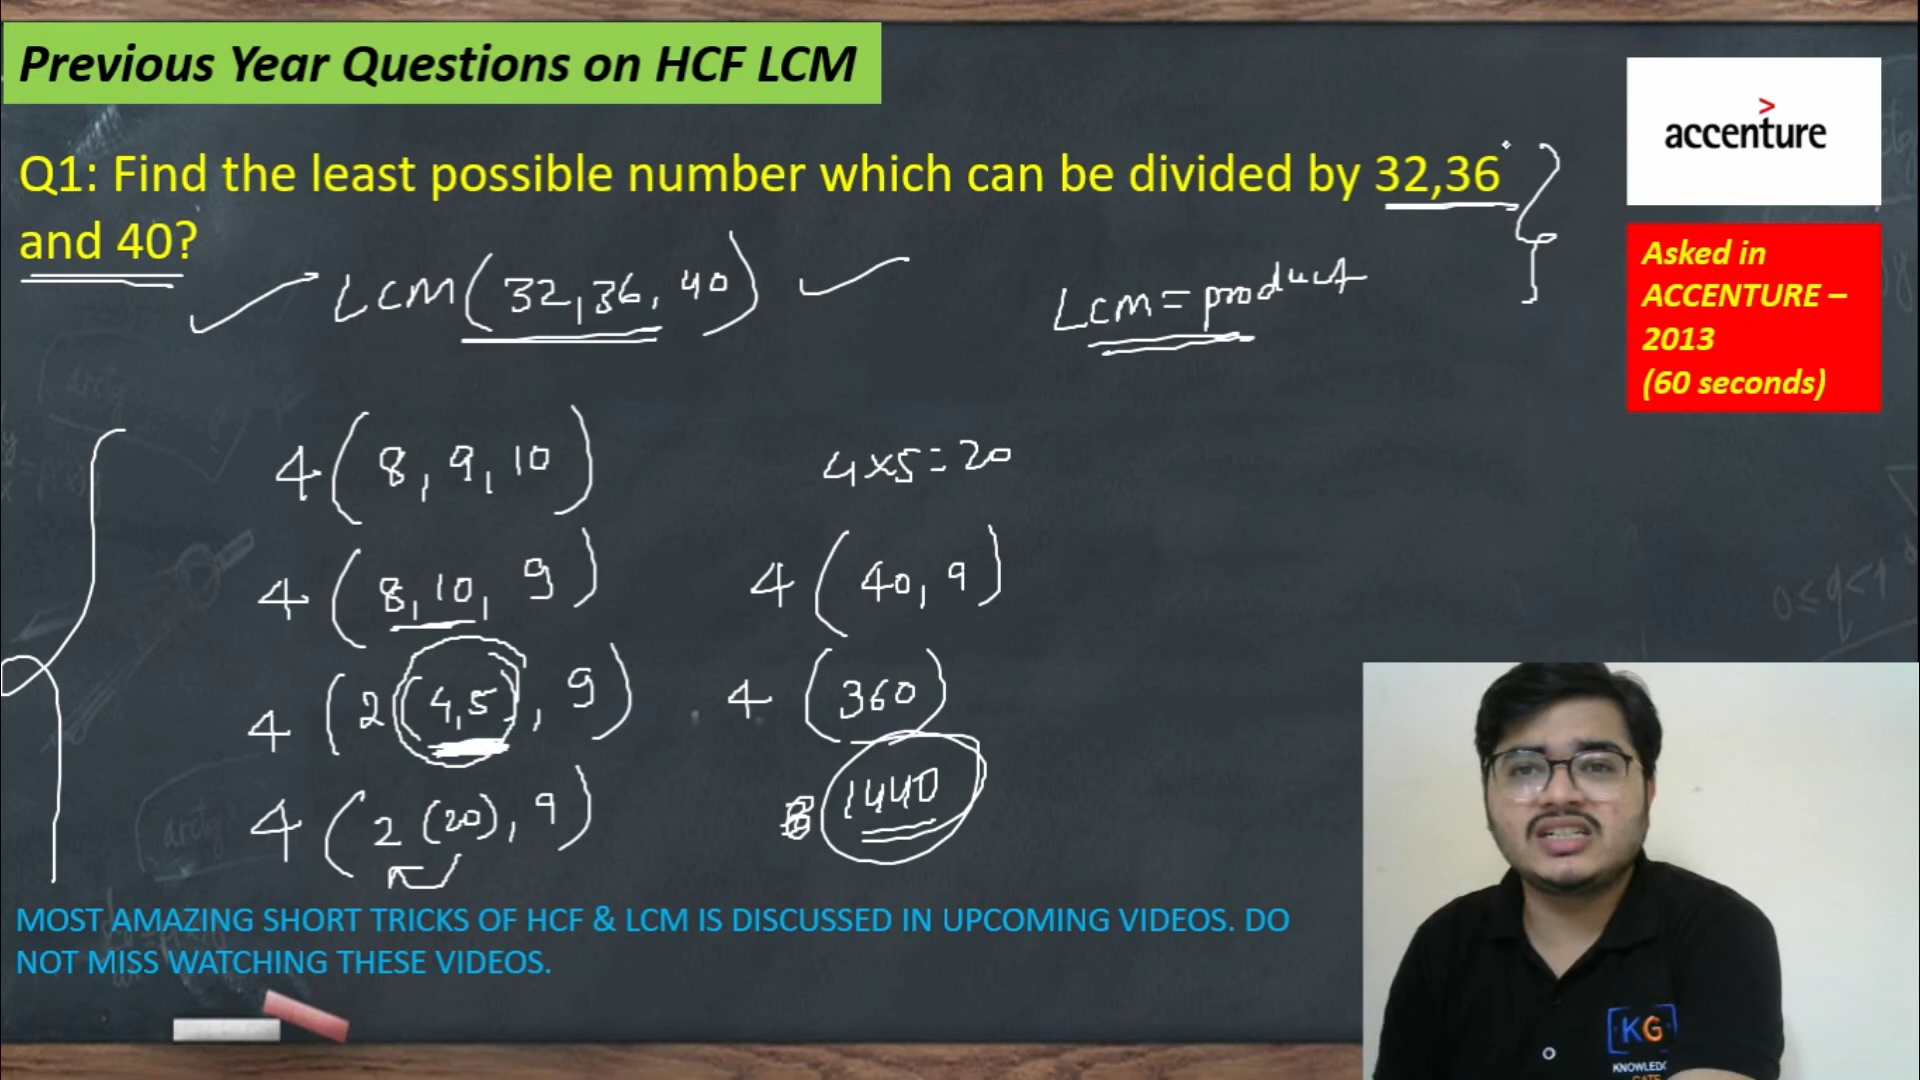 Previous Year Questions on HCF LCM
>
accenture
Q1: Find the least possible number which can be divided by 32,36
and 40?
Asked in
ACCENTURE –
2013
(60 seconds)
LCM(32,36, 40)
LCM = product
4(8, 9, 10)
4×5=20
4(8, 10, 9)
4(40, 9)
4(2(4,5), 9)
4(360)
4(2(20), 9)
1440
MOST AMAZING SHORT TRICKS OF HCF & LCM IS DISCUSSED IN UPCOMING VIDEOS. DO
NOT MISS WATCHING THESE VIDEOS.
0≤q<1
KG